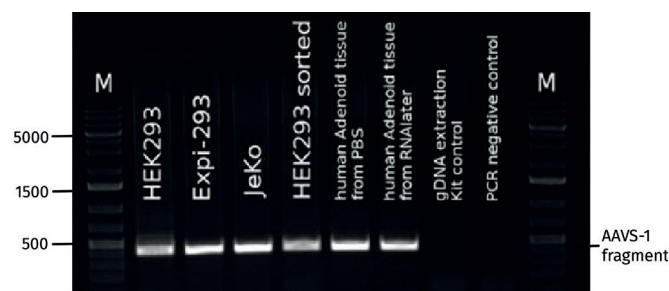 M
HEK293
Expi-293
JeKo
HEK293 sorted
human Adenoid tissue
from PBS
human Adenoid tissue
from RNAlater
gDNA extraction
Kit control
PCR negative control
M
5000
1500
500
AAVS-1
fragment